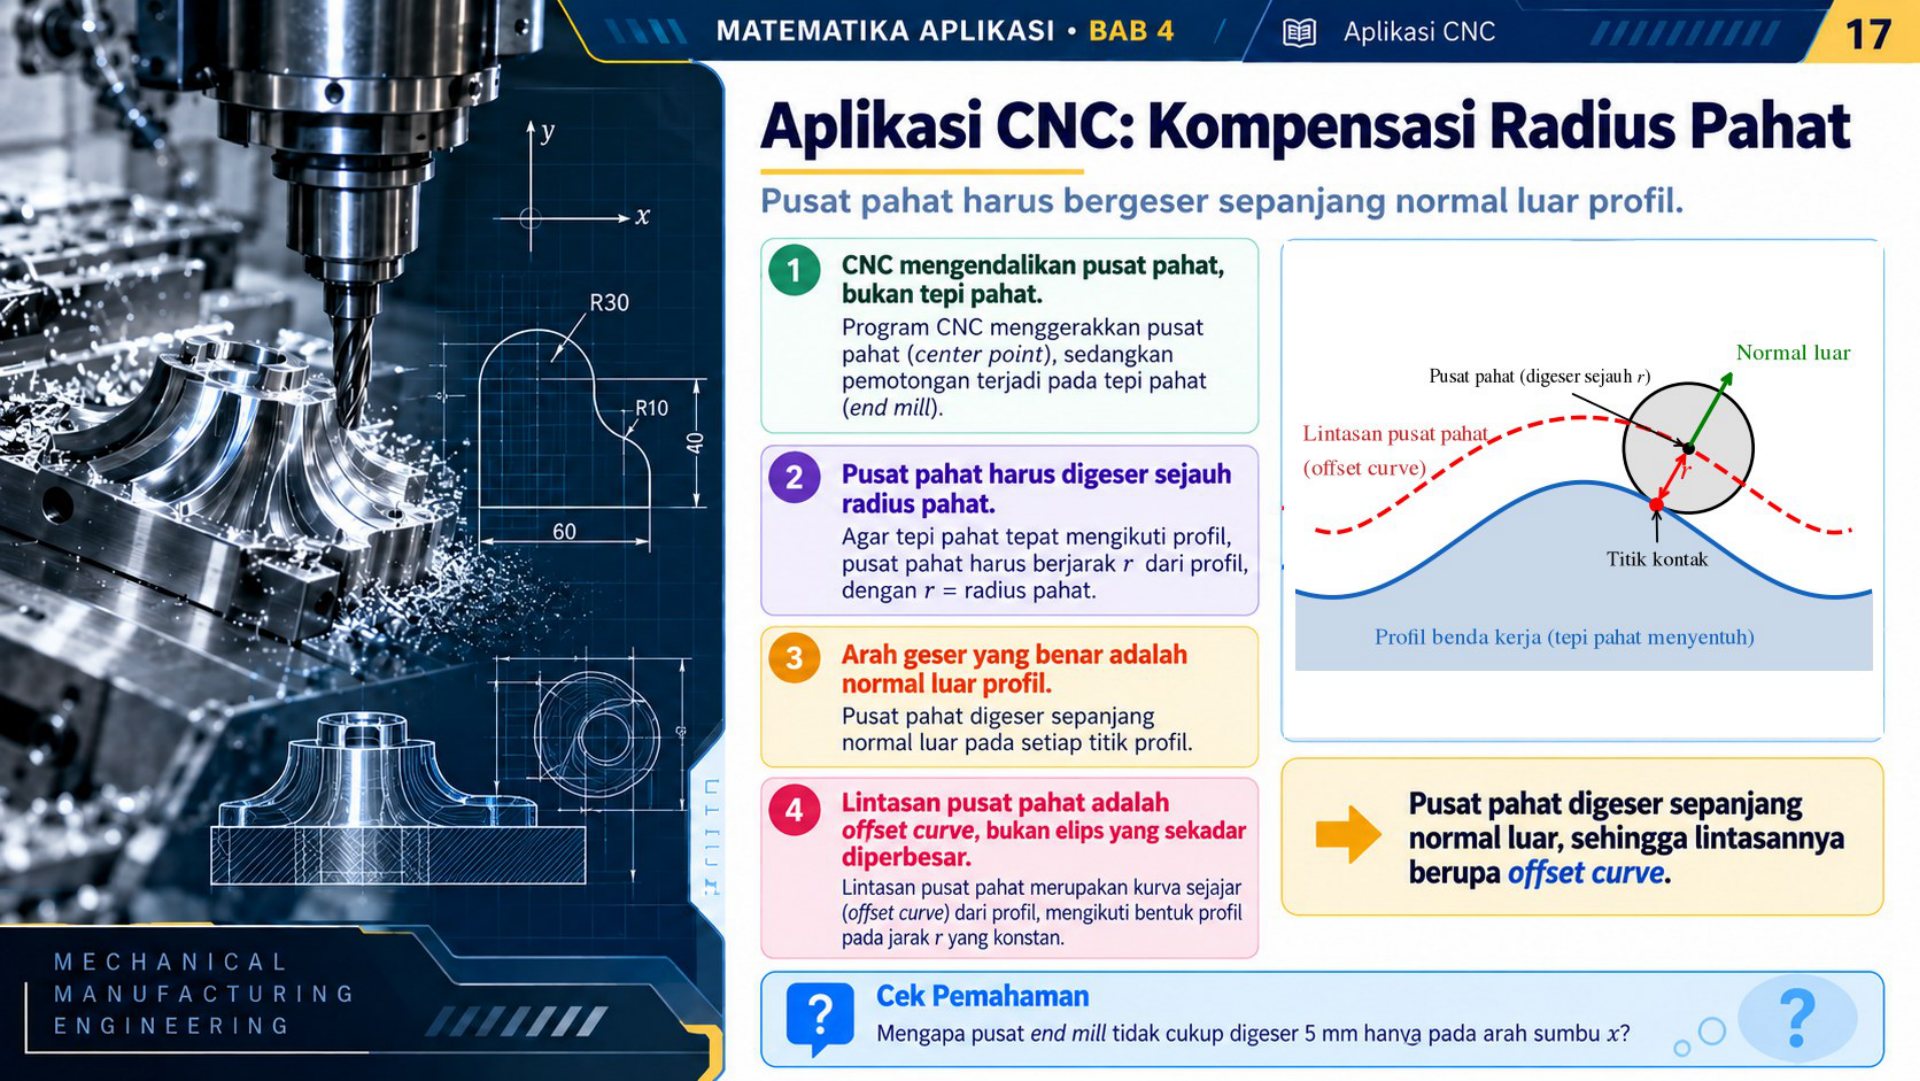 MATEMATIKA APLIKASI • BAB 4
Aplikasi CNC
17
Aplikasi CNC: Kompensasi Radius Pahat
Pusat pahat harus bergeser sepanjang normal luar profil.
y
x
R30
R10
40
60
1
CNC mengendalikan pusat pahat,
bukan tepi pahat.
Program CNC menggerakkan pusat
pahat (center point), sedangkan
pemotongan terjadi pada tepi pahat
(end mill).
2
Pusat pahat harus digeser sejauh
radius pahat.
Agar tepi pahat tepat mengikuti profil,
pusat pahat harus berjarak r dari profil,
dengan r = radius pahat.
3
Arah geser yang benar adalah
normal luar profil.
Pusat pahat digeser sepanjang
normal luar pada setiap titik profil.
4
Lintasan pusat pahat adalah
offset curve, bukan elips yang sekadar
diperbesar.
Lintasan pusat pahat merupakan kurva sejajar
(offset curve) dari profil, mengikuti bentuk profil
pada jarak r yang konstan.
Normal luar
Pusat pahat (digeser sejauh r)
Lintasan pusat pahat
(offset curve)
r
Titik kontak
Profil benda kerja (tepi pahat menyentuh)
Pusat pahat digeser sepanjang
normal luar, sehingga lintasannya
berupa offset curve.
?
Cek Pemahaman
Mengapa pusat end mill tidak cukup digeser 5 mm hanya pada arah sumbu x?
?
MECHANICAL
MANUFACTURING
ENGINEERING